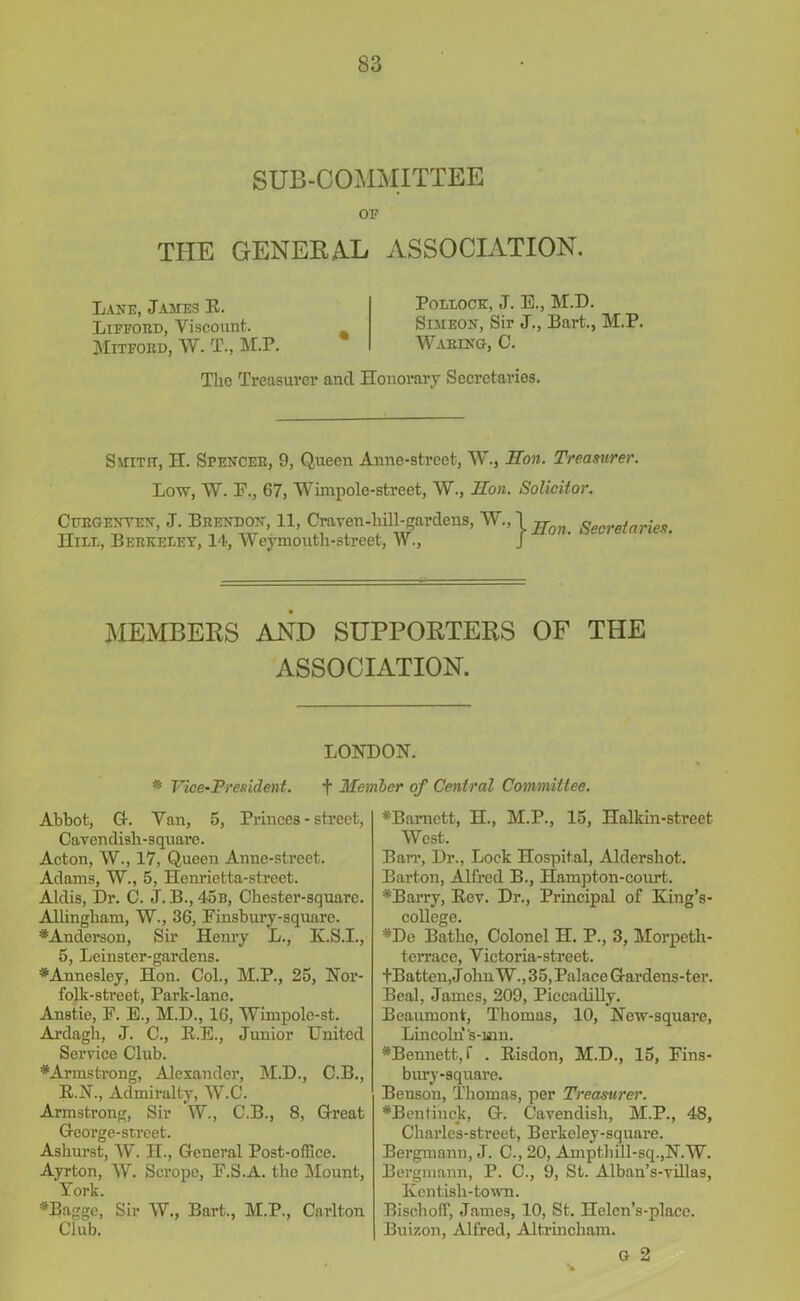 83
SUB-COMMITTEE
OF
THE GENERAL ASSOCIATION.
Lane, James R.
Lifford, Viscount.
Mitford, W. T., M.P.
Pollock, J. E., M.D.
Simeon, Sir J., Bart., M.P.
Waring, C.
The Treasurer and Honorary Secretaries.
Smith, H. Spencer, 9, Queen Anne-street, W., Hon. Treasurer.
Low, W. F., 67, Wimpole-street, W., Hon. Solicitor.
Curgenven, J. Brendon, 11, Craven-hill-gardens, W., } Hon. Secretaries.
Hill, Berkeley, 14, Weymouth-street, W.,
MEMBERS AND SUPPORTERS OF THE
ASSOCIATION.
LONDON.
* Vice-President. † Member of Central Committee.
Abbot, G. Van, 5, Princes-street,
Cavendish-square.
Acton, W., 17, Queen Anne-street.
Adams, W., 5, Henrietta-street.
Aldis, Dr. C. J. B., 45B, Chester-square.
Allingham, W., 36, Finsbury-square.
*Anderson, Sir Henry L., K.S.I.,
5, Leinster-gardens.
*Annesley, Hon. Col., M.P., 25, Nor-
folk-street, Park-lane.
Anstie, F. E., M.D., 16, Wimpole-st.
Ardagh, J. C., R.E., Junior United
Service Club.
*Armstrong, Alexander, M.D., C.B.,
R.N., Admiralty, W.C.
Armstrong, Sir W., C.B., 8, Great
George-street.
Ashurst, W. H., General Post-office.
Ayrton, W. Scrope, F.S.A. the Mount,
York.
*Bagge, Sir W., Bart., M.P., Carlton
Club.
*Barnett, H., M.P., 15, Halkin-street
West.
Barr, Dr., Lock Hospital, Aldershot.
Barton, Alfred B., Hampton-court.
*Barry, Rev. Dr., Principal of King's-
college.
*De Bathe, Colonel H. P., 3, Morpeth-
terrace, Victoria-street.
†Batten, John W., 35, Palace Gardens-ter.
Beal, James, 209, Piccadilly.
Beaumont, Thomas, 10, New-square,
Lincoln's-inn.
*Bennett, . Risdon, M.D., 15, Fins-
bury-square.
Benson, Thomas, per Treasurer.
*Bentinck, G. Cavendish, M.P., 48,
Charles-street, Berkeley-square.
Bergmann, J. C., 20, Ampthill-sq., N.W.
Bergmann, P. C., 9, St. Alban's-villas,
Kentish-town.
Bischoff, James, 10, St. Helen's-place.
Buizon, Alfred, Altrincham.
G 2